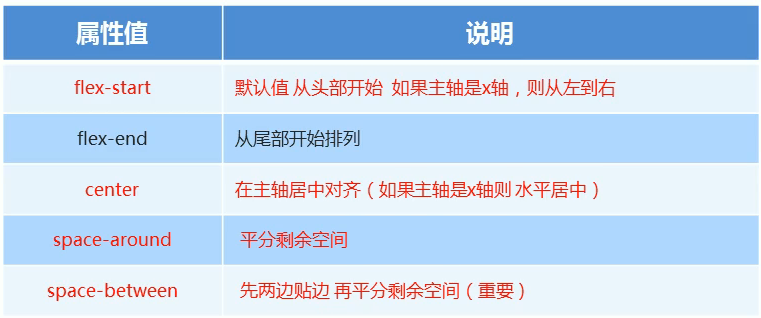 属性值 说明
flex-start 默认值 从头部开始 如果主轴是x轴，则从左到右
flex-end 从尾部开始排列
center 在主轴居中对齐（如果主轴是x轴则 水平居中）
space-around 平分剩余空间
space-between 先两边贴边 再平分剩余空间（重要）